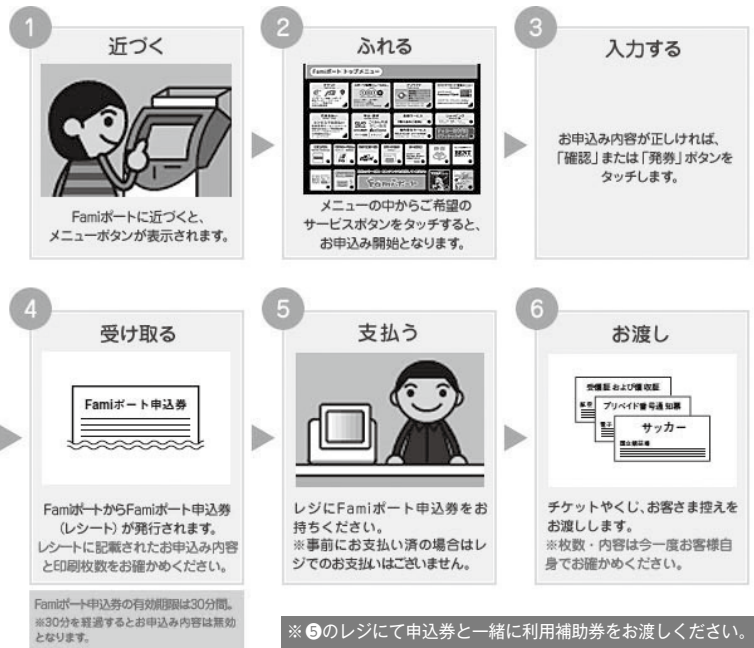 1
近づく
Famiポートに近づくと、
メニューボタンが表示されます。
2
ふれる
Famiポート トップメニュー
Famiポート
メニューの中からご希望の
サービスボタンをタッチすると、
お申込み開始となります。
3
入力する
お申込み内容が正しければ、
「確認」または「発券」ボタンを
タッチします。
4
受け取る
Famiポート申込券
FamiポートからFamiポート申込券
(レシート) が発行されます。
レシートに記載されたお申込み内容
と印刷枚数をお確かめください。
Famiポート申込券の有効期限は30分間。
※30分を経過するとお申込み内容は無効
となります。
5
支払う
レジにFamiポート申込券をお
持ちください。
※事前にお支払い済の場合はレ
ジでのお支払いはございません。
6
お渡し
受領証 および領収証
プリペイド番号通知票
電子
サッカー
国立競技場
チケットやくじ、お客さま控えを
お渡しします。
※枚数・内容は今一度お客様自
身でお確かめください。
※❺のレジにて申込券と一緒に利用補助券をお渡しください。